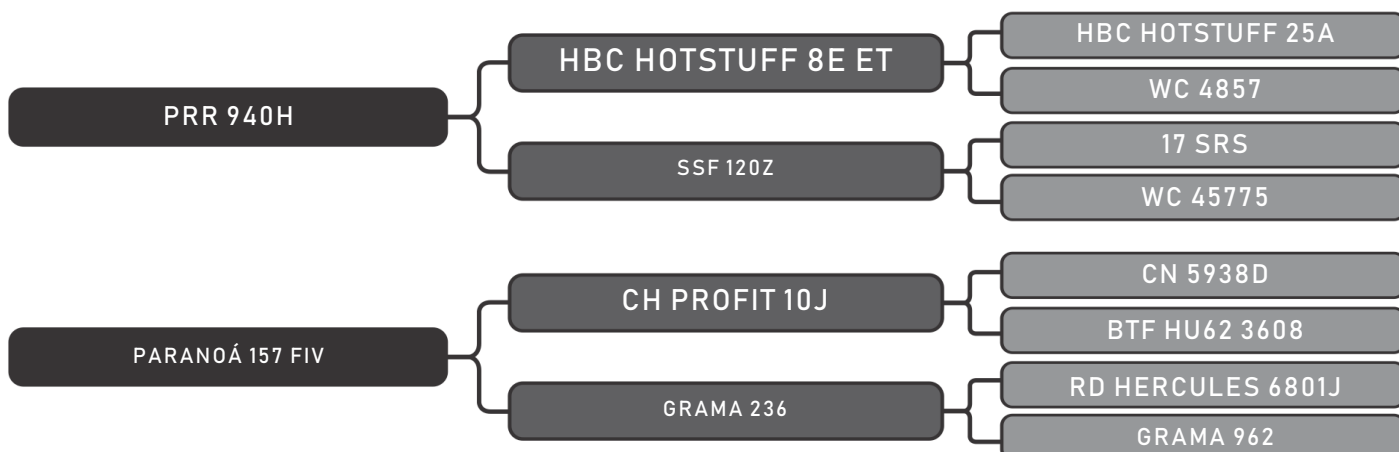 PRR 940H
HBC HOTSTUFF 8E ET
HBC HOTSTUFF 25A
WC 4857
SSF 120Z
17 SRS
WC 45775
PARANOÁ 157 FIV
CH PROFIT 10J
CN 5938D
BTF HU62 3608
GRAMA 236
RD HERCULES 6801J
GRAMA 962